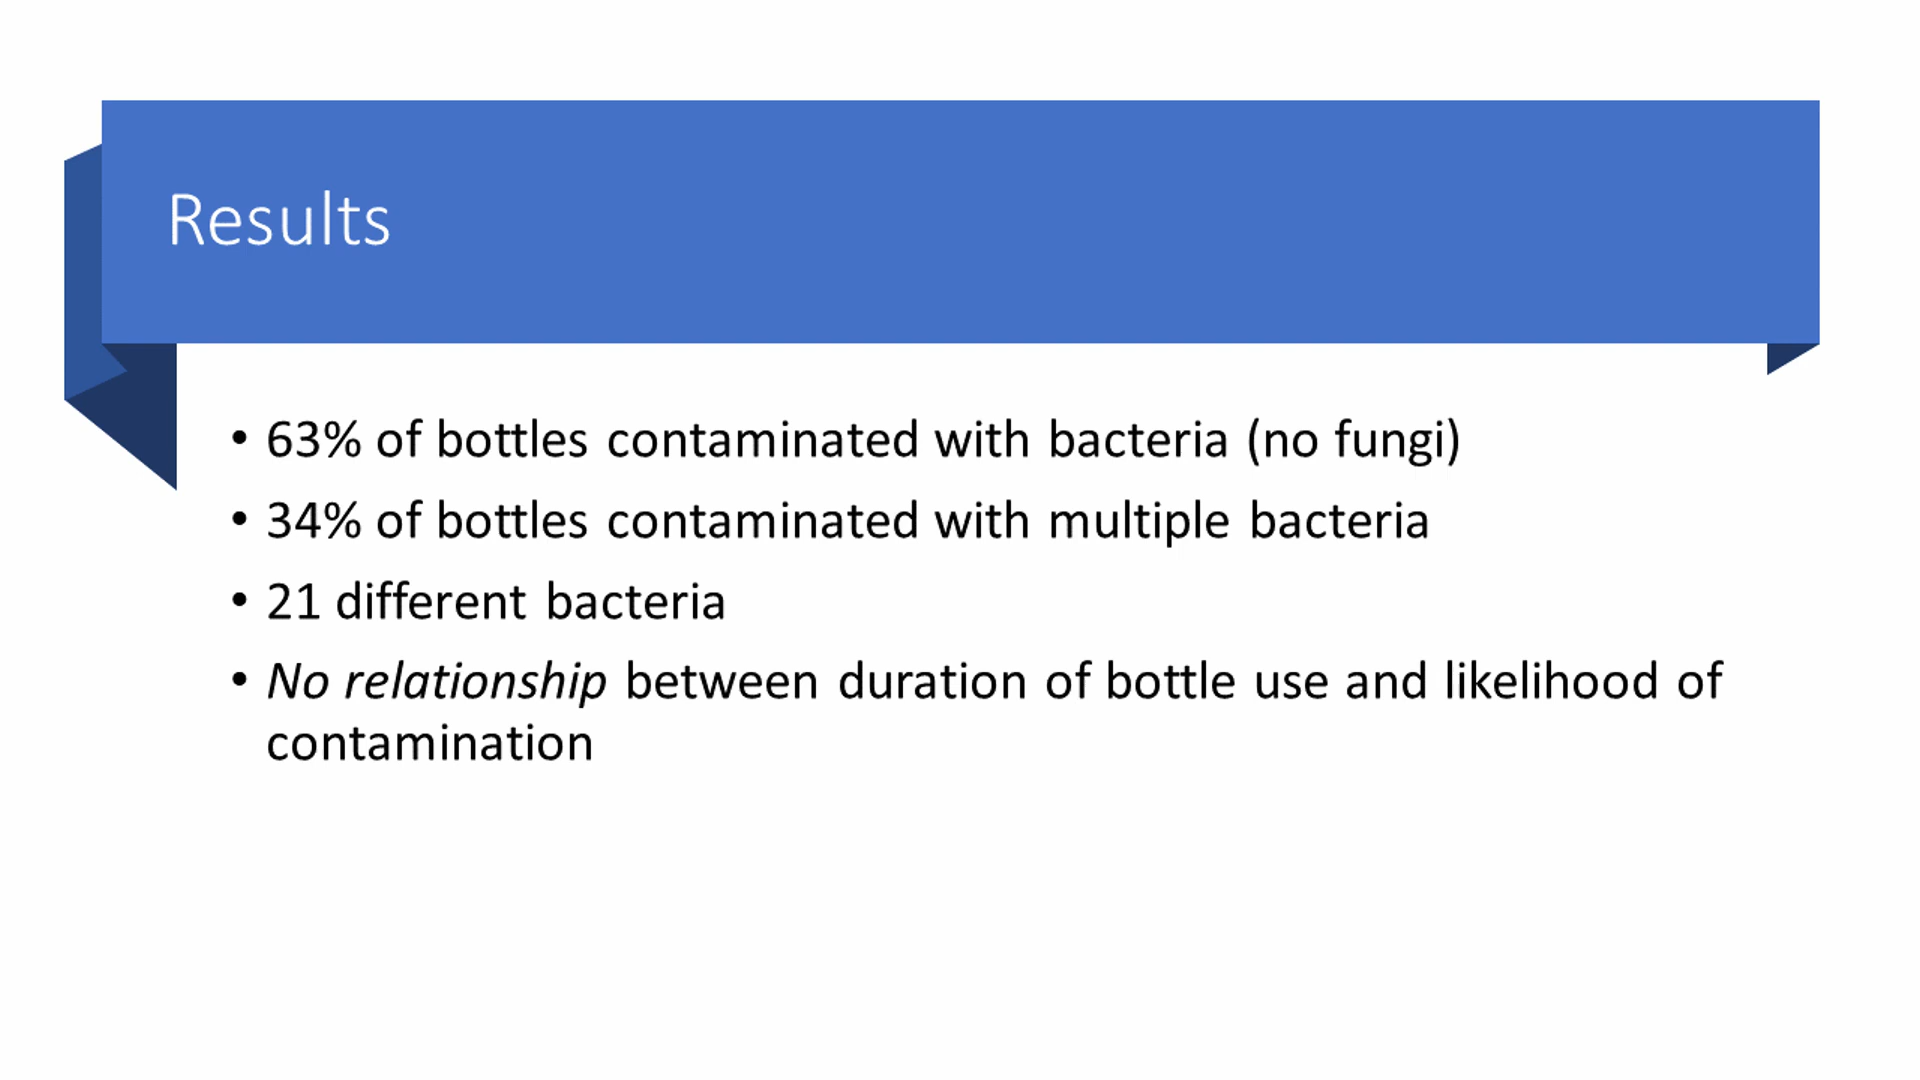 Results
• 63% of bottles contaminated with bacteria (no fungi)
• 34% of bottles contaminated with multiple bacteria
• 21 different bacteria
• No relationship between duration of bottle use and likelihood of
contamination